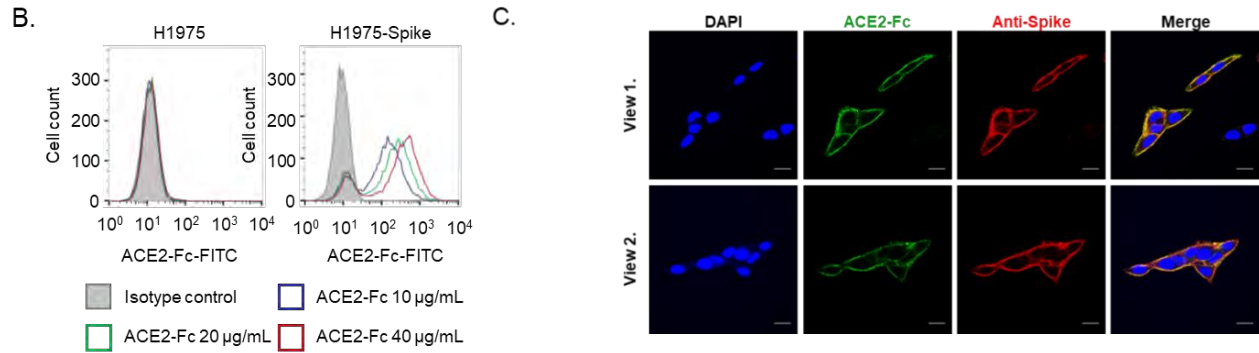 B.
H1975
H1975-Spike
Cell count
300
200
100
0
10⁰ 10¹ 10² 10³ 10⁴
ACE2-Fc-FITC
Cell count
300
200
100
0
10⁰ 10¹ 10² 10³ 10⁴
ACE2-Fc-FITC
Isotype control
ACE2-Fc 10 µg/mL
ACE2-Fc 20 µg/mL
ACE2-Fc 40 µg/mL
C.
DAPI
ACE2-Fc
Anti-Spike
Merge
View 1.
View 2.